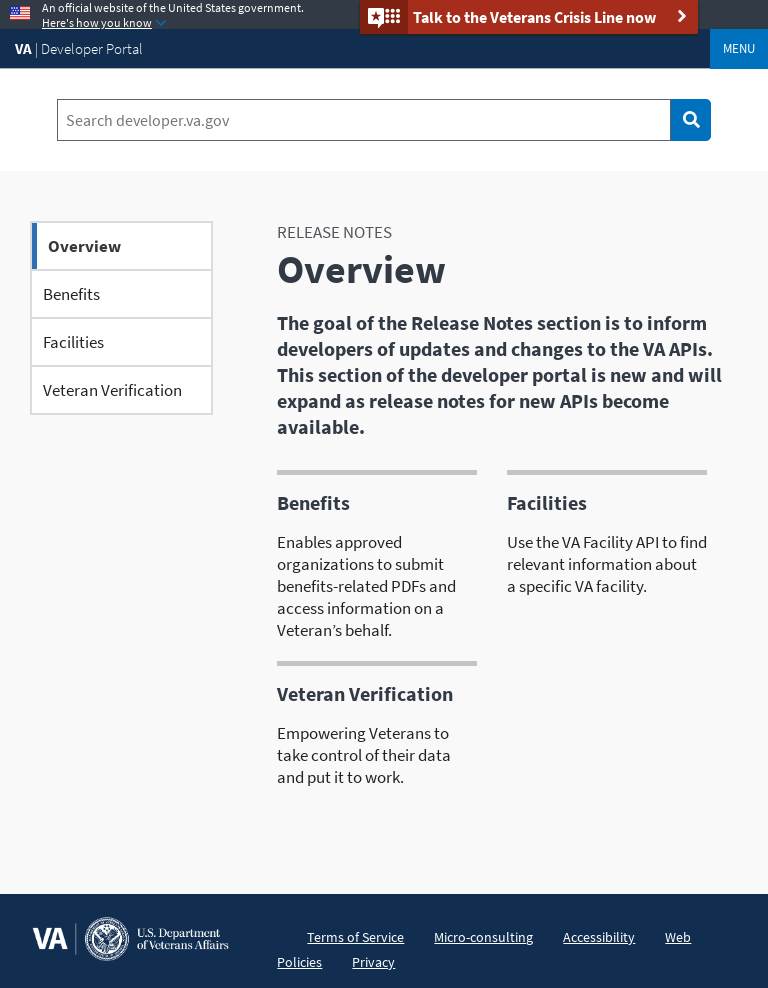 An official website of the United States government.
Here's how you know
Talk to the Veterans Crisis Line now
VA | Developer Portal
MENU
Search developer.va.gov
Overview
Benefits
Facilities
Veteran Verification
RELEASE NOTES
Overview
The goal of the Release Notes section is to inform
developers of updates and changes to the VA APIs.
This section of the developer portal is new and will
expand as release notes for new APIs become
available.
Benefits
Enables approved
organizations to submit
benefits-related PDFs and
access information on a
Veteran’s behalf.
Facilities
Use the VA Facility API to find
relevant information about
a specific VA facility.
Veteran Verification
Empowering Veterans to
take control of their data
and put it to work.
VA
U.S. Department
of Veterans Affairs
Terms of Service Micro-consulting Accessibility Web
Policies Privacy